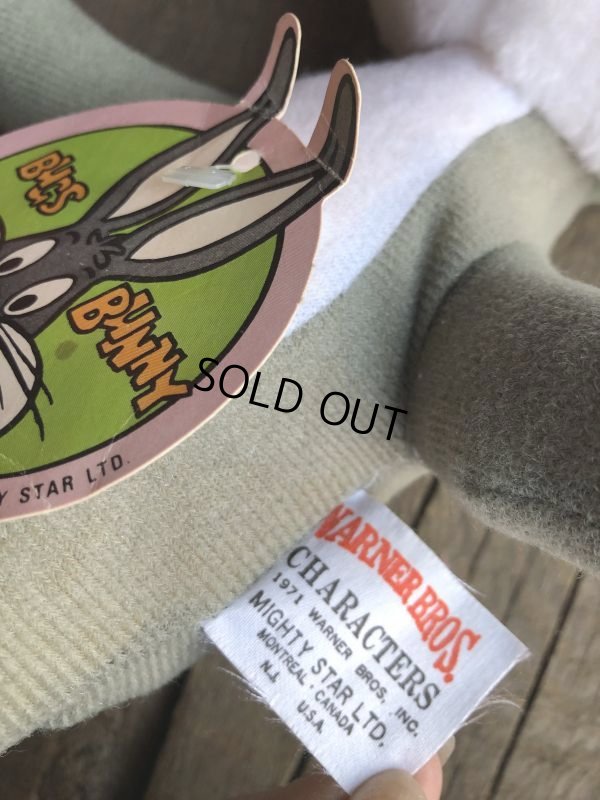 BUGS
BUNNY
Y STAR LTD.
SOLD OUT
WARNER BROS.
CHARACTERS
1971 WARNER BROS, INC.
MIGHTY STAR LTD.
MONTREAL·CANADA
N.J. U.S.A.